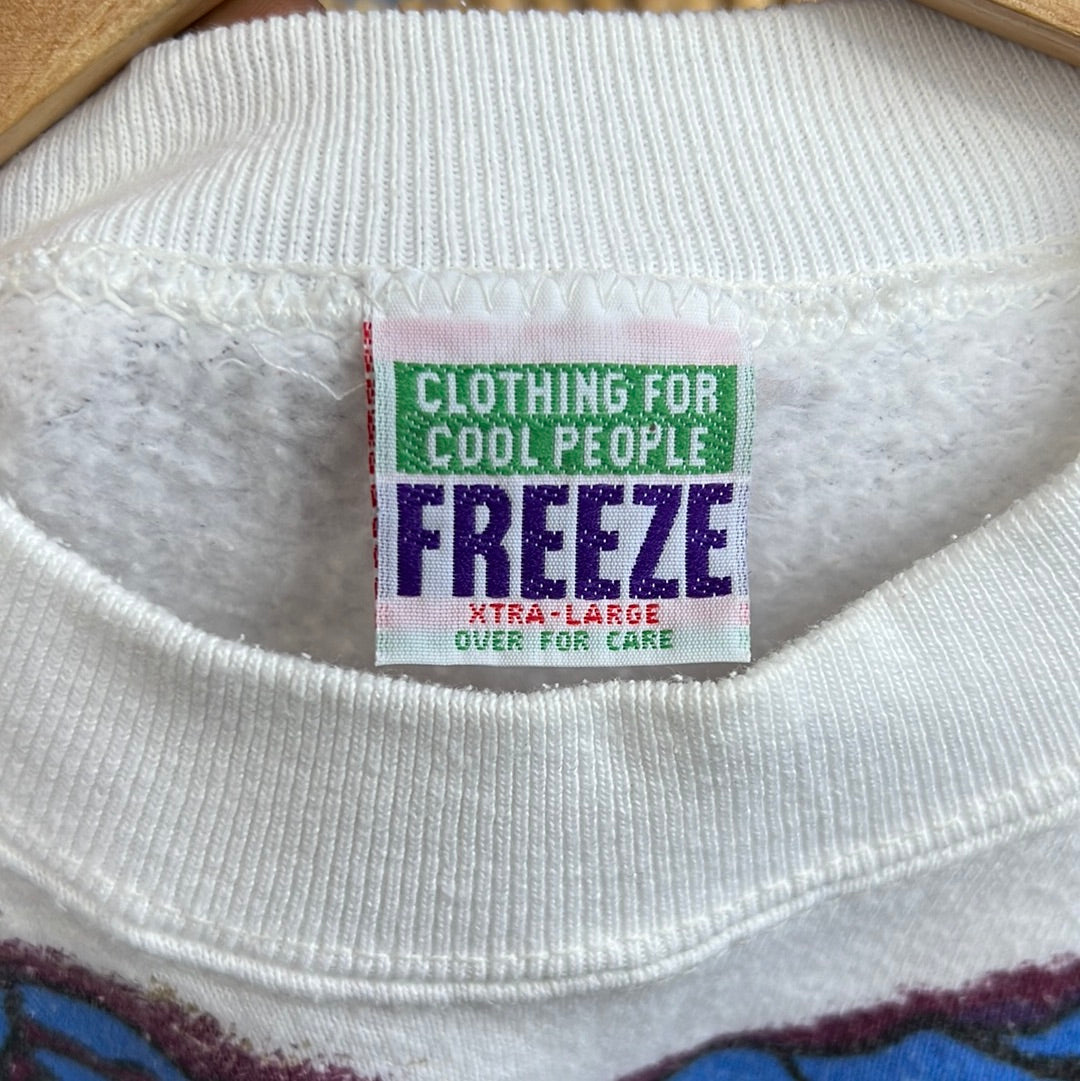 CLOTHING FOR
COOL PEOPLE
FREEZE
XTRA-LARGE
OVER FOR CARE